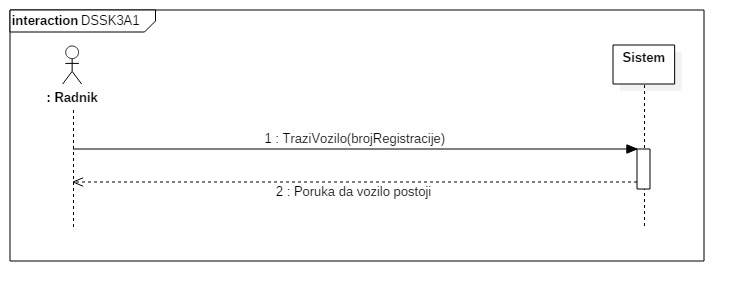 interaction DSSK3A1
Sistem
: Radnik
1 : TraziVozilo(brojRegistracije)
2 : Poruka da vozilo postoji